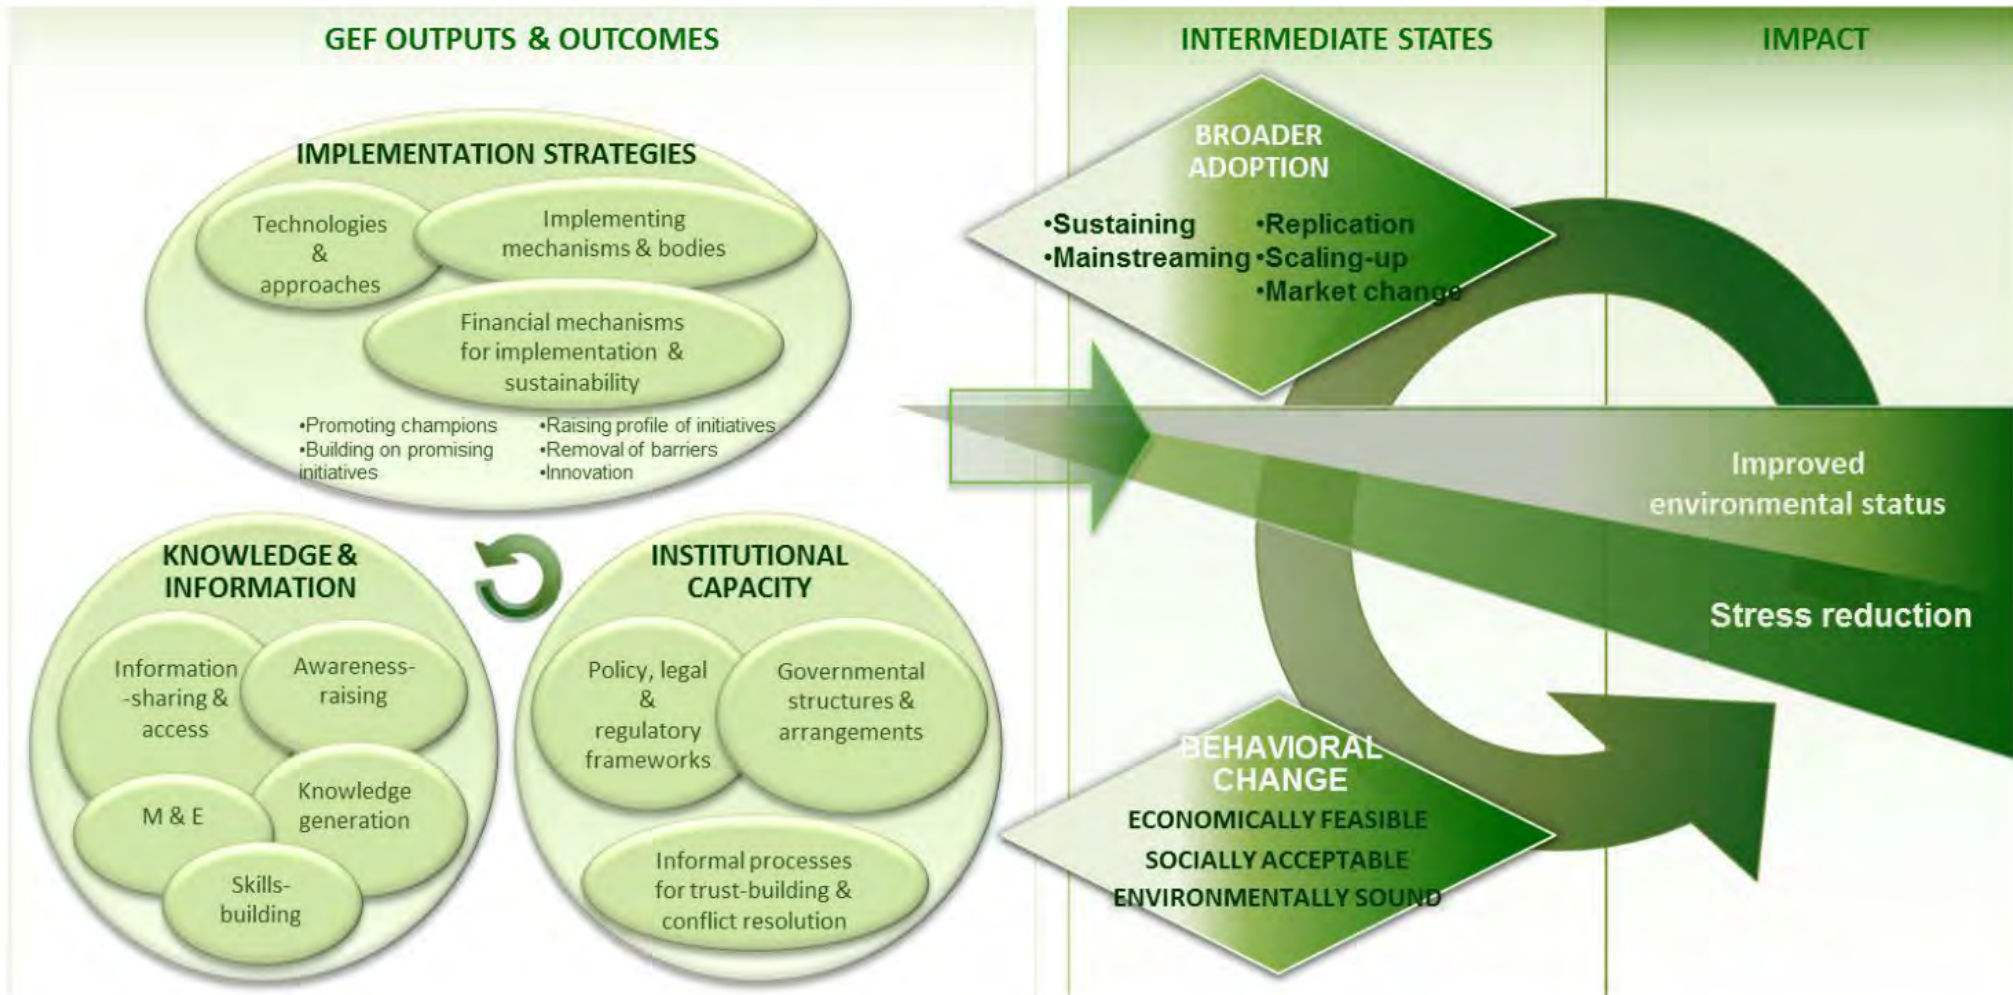 GEF OUTPUTS & OUTCOMES
INTERMEDIATE STATES
IMPACT
IMPLEMENTATION STRATEGIES
Technologies
&
approaches
Implementing
mechanisms & bodies
Financial mechanisms
for implementation &
sustainability
•Promoting champions
•Building on promising
initiatives
•Raising profile of initiatives
•Removal of barriers
•Innovation
KNOWLEDGE &
INFORMATION
Information
-sharing &
access
Awareness-
raising
M & E
Knowledge
generation
Skills-
building
INSTITUTIONAL
CAPACITY
Policy, legal
&
regulatory
frameworks
Governmental
structures &
arrangements
Informal processes
for trust-building &
conflict resolution
BROADER
ADOPTION
•Sustaining
•Mainstreaming
•Replication
•Scaling-up
•Market change
Improved
environmental status
Stress reduction
BEHAVIORAL
CHANGE
ECONOMICALLY FEASIBLE
SOCIALLY ACCEPTABLE
ENVIRONMENTALLY SOUND